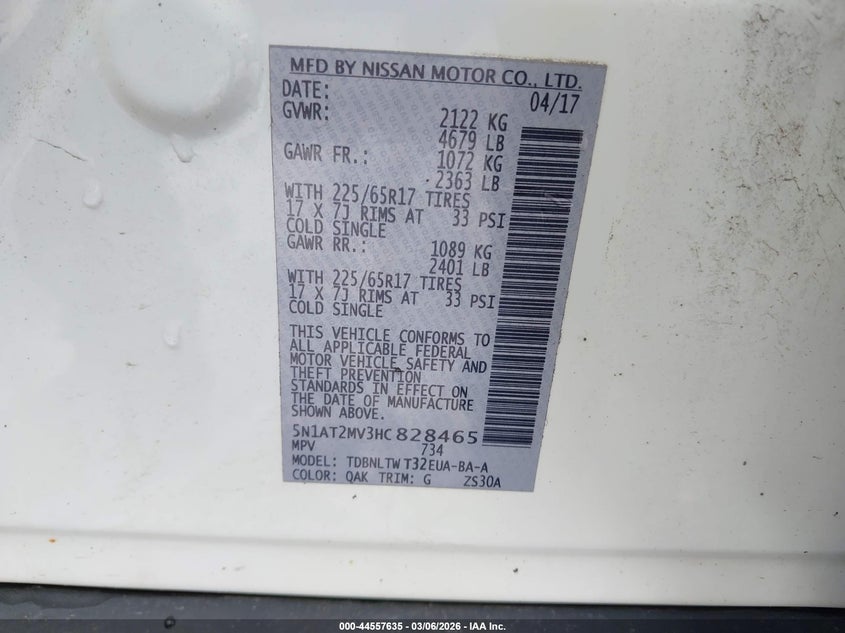 MFD BY NISSAN MOTOR CO., LTD.
DATE: 04/17
GVWR: 2122 KG
4679 LB
GAWR FR.: 1072 KG
2363 LB
WITH 225/65R17 TIRES
17 X 7J RIMS AT 33 PSI
COLD SINGLE
GAWR RR.: 1089 KG
2401 LB
WITH 225/65R17 TIRES
17 X 7J RIMS AT 33 PSI
COLD SINGLE
THIS VEHICLE CONFORMS TO
ALL APPLICABLE FEDERAL
MOTOR VEHICLE SAFETY AND
THEFT PREVENTION
STANDARDS IN EFFECT ON
THE DATE OF MANUFACTURE
SHOWN ABOVE.
5N1AT2MV3HC828465
MPV 734
MODEL: TDBNLTW T32EUA-BA-A
COLOR: QAK TRIM: G ZS30A
000-44557635 - 03/06/2026 - IAA Inc.